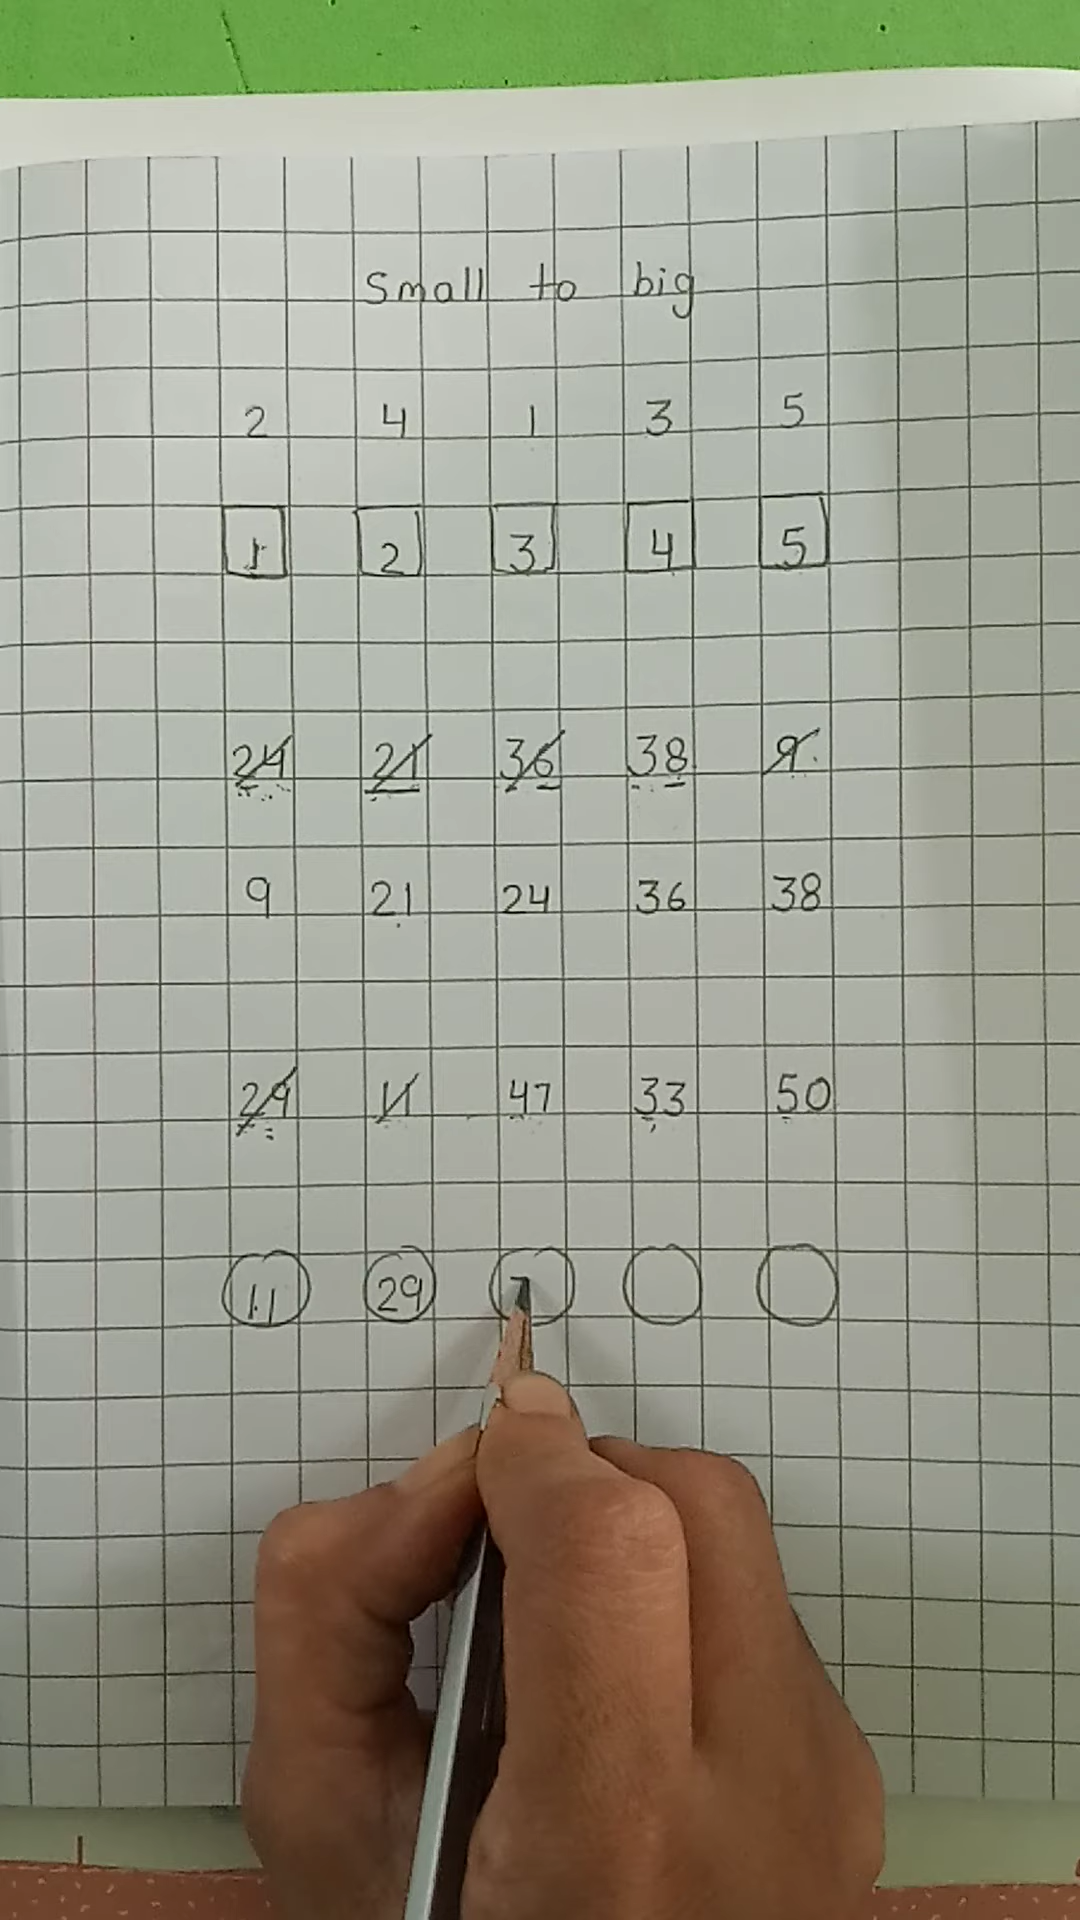 Small to big
2 4 1 3 5
1 2 3 4 5
24 21 36 38 9
9 21 24 36 38
29 11 47 33 50
11 29